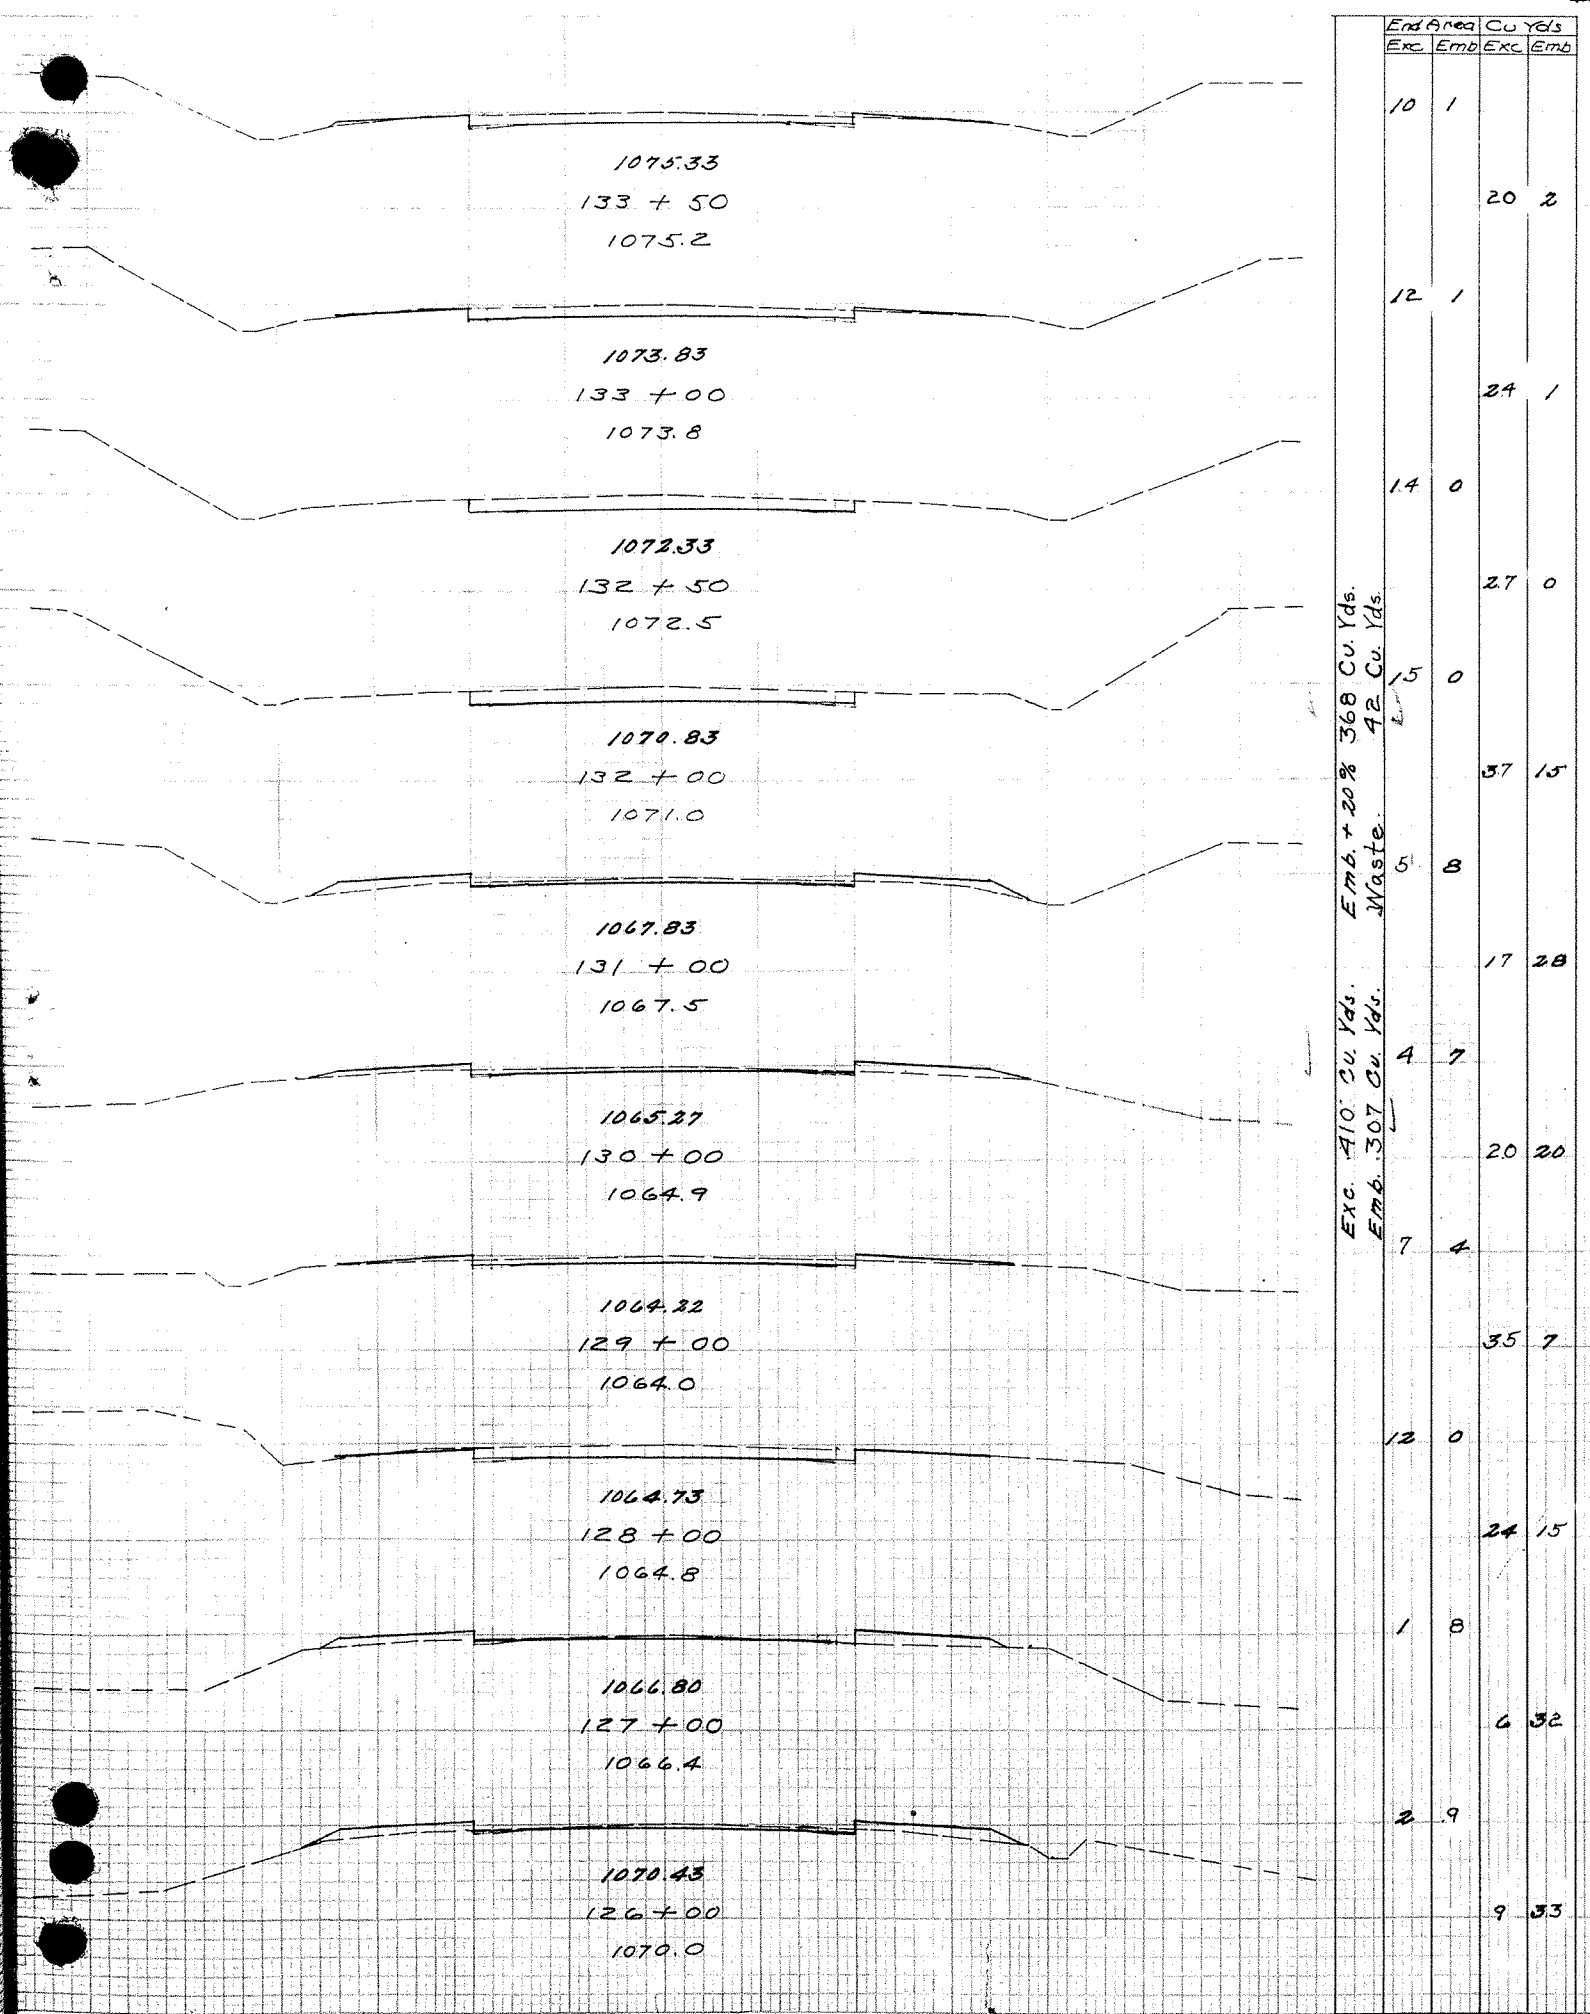 End Area Cu Yds
Exc Emb Exc Emb
10 1
1075.33
133 + 50
20 2
1075.2
12 1
1073.83
133 + 00
24 1
1073.8
14 0
1072.33
132 + 50
27 0
1072.5
15 0
1070.83
132 + 00
37 15
1071.0
5 8
1067.83
131 + 00
17 28
1067.5
4 7
1065.27
130 + 00
20 20
1064.9
7 4
1064.22
129 + 00
35 7
1064.0
12 0
1064.73
128 + 00
24 15
1064.8
1 8
1066.80
127 + 00
6 32
1066.4
2 9
1070.43
126 + 00
9 33
1070.0
Exc. 410 Cu. Yds. Emb. + 20% 368 Cu. Yds.
Emb. 307 Cu. Yds. Waste 42 Cu. Yds.